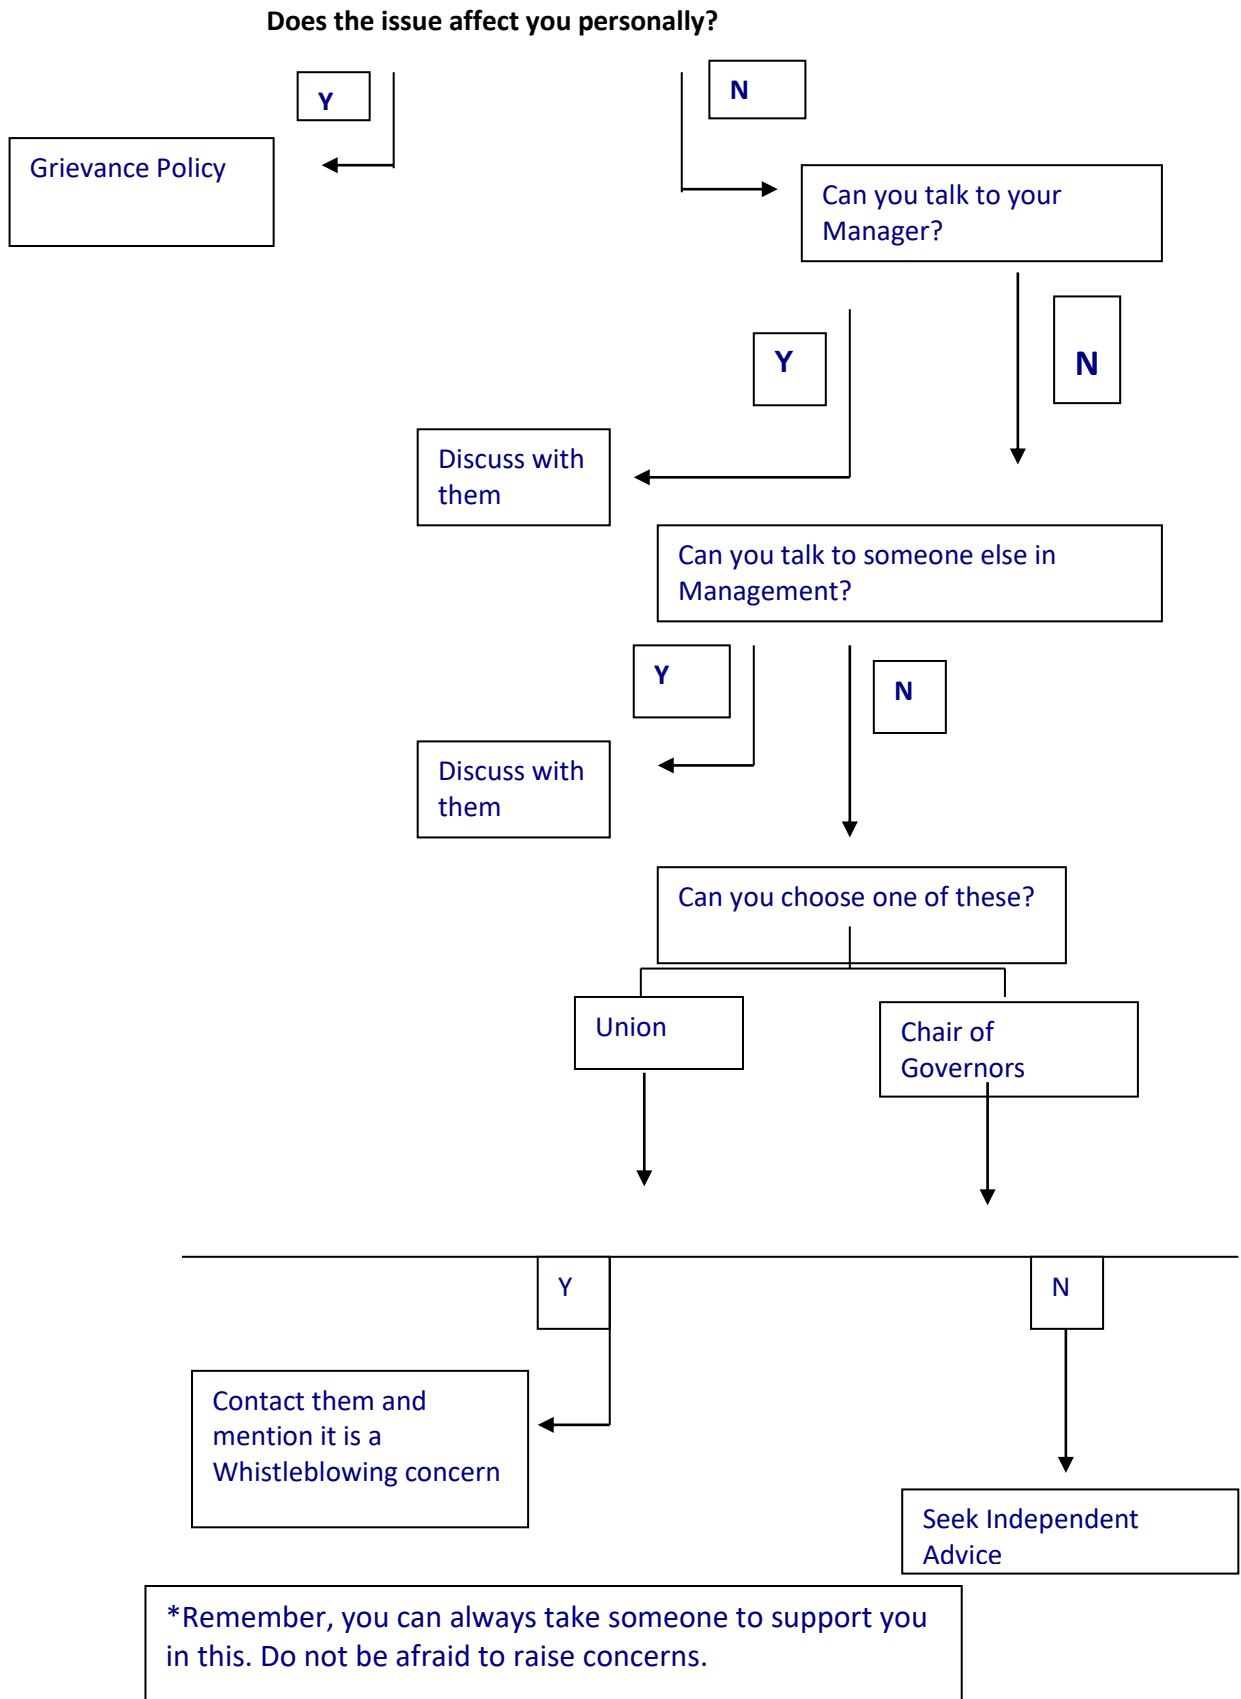 Does the issue affect you personally?
Y
N
Grievance Policy
Can you talk to your
Manager?
Y
N
Discuss with
them
Can you talk to someone else in
Management?
Y
N
Discuss with
them
Can you choose one of these?
Union
Chair of
Governors
Y
N
Contact them and
mention it is a
Whistleblowing concern
Seek Independent
Advice
*Remember, you can always take someone to support you
in this. Do not be afraid to raise concerns.